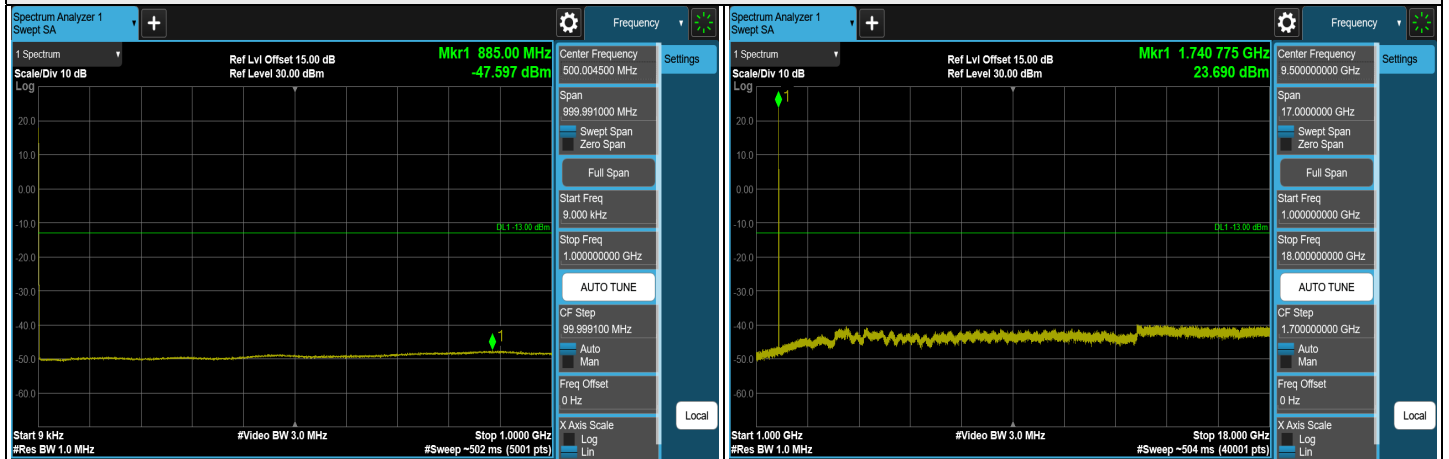 Spectrum Analyzer 1
Swept SA
+
Frequency
1 Spectrum
Scale/Div 10 dB
Log
Ref Lvl Offset 15.00 dB
Ref Level 30.00 dBm
Mkr1 885.00 MHz
-47.597 dBm
20.0
10.0
0.00
-10.0
-20.0
-30.0
-40.0
-50.0
-60.0
DL1 -13.00 dBm
1
Start 9 kHz
#Res BW 1.0 MHz
#Video BW 3.0 MHz
Stop 1.0000 GHz
#Sweep ~502 ms (5001 pts)
Center Frequency
500.004500 MHz
Span
999.991000 MHz
Swept Span
Zero Span
Full Span
Start Freq
9.000 kHz
Stop Freq
1.000000000 GHz
AUTO TUNE
CF Step
99.999100 MHz
Auto
Man
Freq Offset
0 Hz
X Axis Scale
Log
Lin
Settings
Local
Spectrum Analyzer 1
Swept SA
+
Frequency
1 Spectrum
Scale/Div 10 dB
Log
Ref Lvl Offset 15.00 dB
Ref Level 30.00 dBm
Mkr1 1.740 775 GHz
23.690 dBm
20.0
10.0
0.00
-10.0
-20.0
-30.0
-40.0
-50.0
-60.0
1
DL1 -13.00 dBm
Start 1.000 GHz
#Res BW 1.0 MHz
#Video BW 3.0 MHz
Stop 18.000 GHz
#Sweep ~504 ms (40001 pts)
Center Frequency
9.500000000 GHz
Span
17.0000000 GHz
Swept Span
Zero Span
Full Span
Start Freq
1.000000000 GHz
Stop Freq
18.000000000 GHz
AUTO TUNE
CF Step
1.700000000 GHz
Auto
Man
Freq Offset
0 Hz
X Axis Scale
Log
Lin
Settings
Local